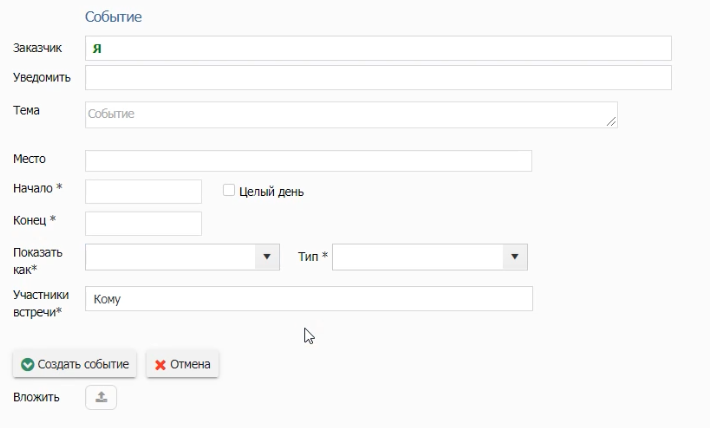 Событие
Заказчик Я
Уведомить
Тема Событие
Место
Начало * Целый день
Конец *
Показать как* Тип *
Участники встречи* Кому
Создать событие Отмена
Вложить